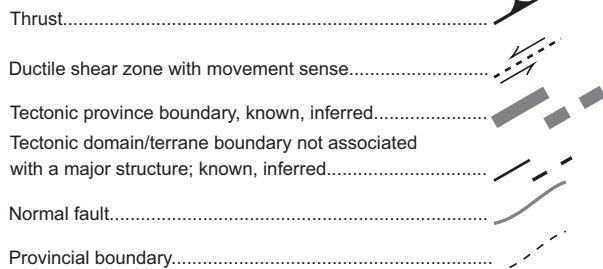 Thrust....................................................................................
Ductile shear zone with movement sense...........................
Tectonic province boundary, known, inferred......................
Tectonic domain/terrane boundary not associated
with a major structure; known, inferred...............................
Normal fault..........................................................................
Provincial boundary...............................................................